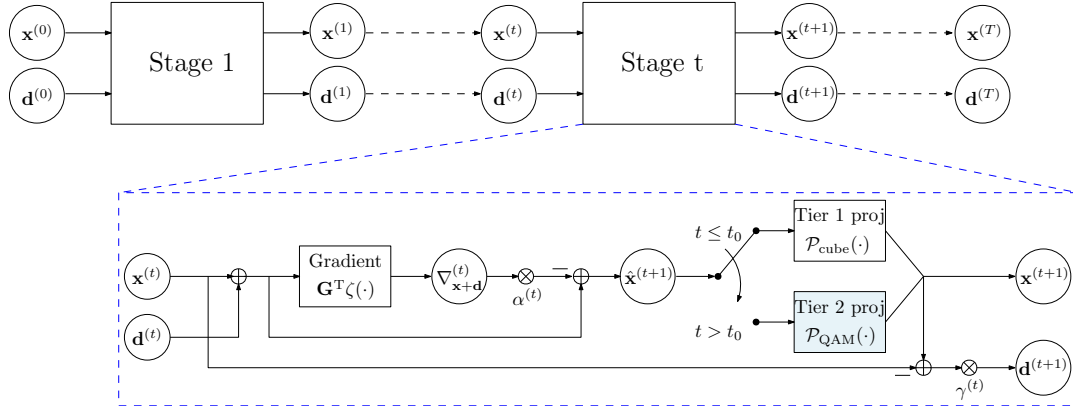 x^(0) Stage 1 x^(1) x^(t) Stage t x^(t+1) x^(T)
d^(0) d^(1) d^(t) d^(t+1) d^(T)
Tier 1 proj
P_cube(·)
t ≤ t_0
x^(t) + Gradient
G^T ζ(·)
∇_{x+d}^(t) × − + x̂^(t+1) x^(t+1)
α^(t)
d^(t)
t > t_0
Tier 2 proj
P_QAM(·)
− + × d^(t+1)
γ^(t)